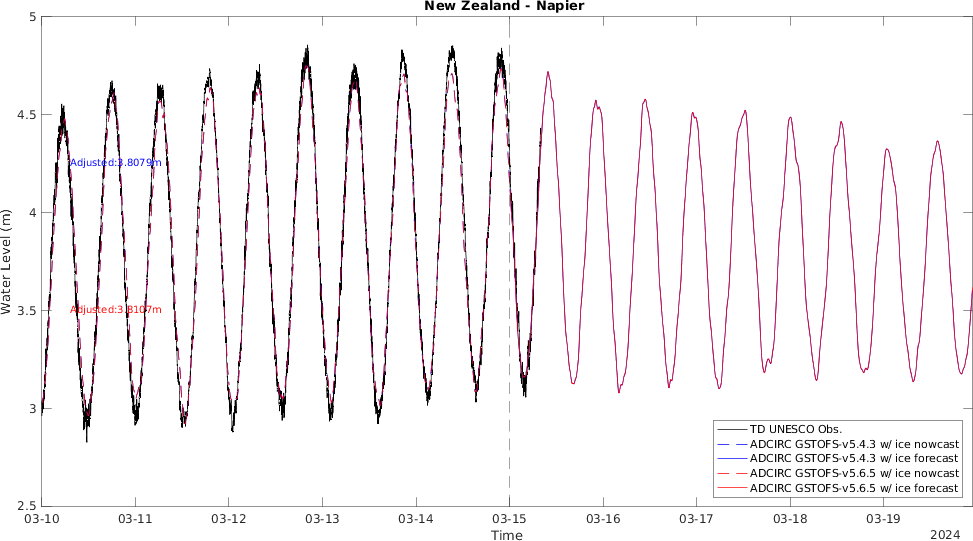 New Zealand - Napier
5
4.5
4
3.5
3
2.5
Water Level (m)
Adjusted:3.8079m
Adjusted:3.8107m
TD UNESCO Obs.
ADCIRC GSTOFS-v5.4.3 w/ ice nowcast
ADCIRC GSTOFS-v5.4.3 w/ ice forecast
ADCIRC GSTOFS-v5.6.5 w/ ice nowcast
ADCIRC GSTOFS-v5.6.5 w/ ice forecast
03-10 03-11 03-12 03-13 03-14 03-15 03-16 03-17 03-18 03-19
Time
2024